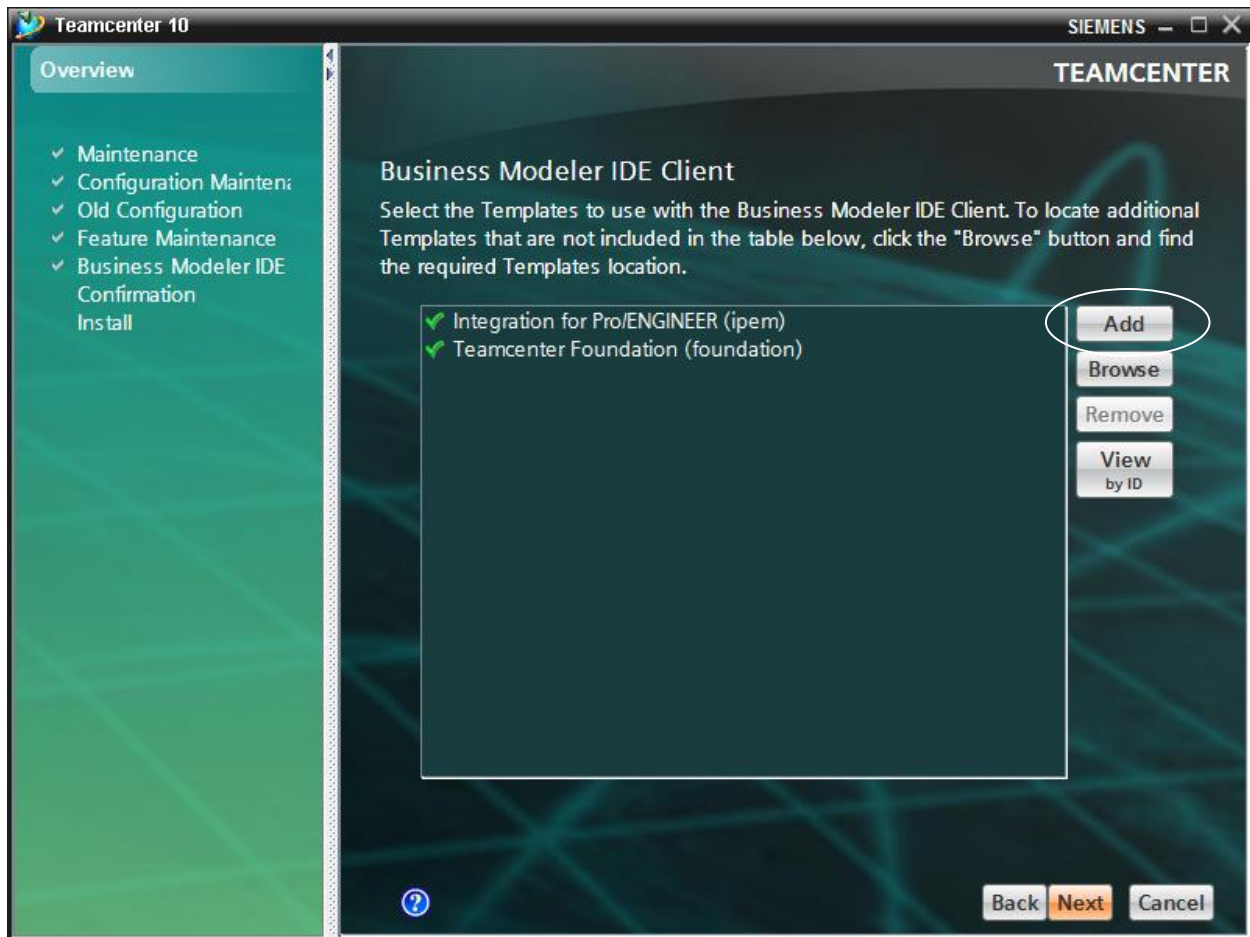 Teamcenter 10
SIEMENS
Overview
TEAMCENTER
Maintenance
Configuration Maintena
Old Configuration
Feature Maintenance
Business Modeler IDE
Confirmation
Install
Business Modeler IDE Client
Select the Templates to use with the Business Modeler IDE Client. To locate additional
Templates that are not included in the table below, click the "Browse" button and find
the required Templates location.
Integration for Pro/ENGINEER (ipem)
Teamcenter Foundation (foundation)
Add
Browse
Remove
View
by ID
?
Back Next Cancel